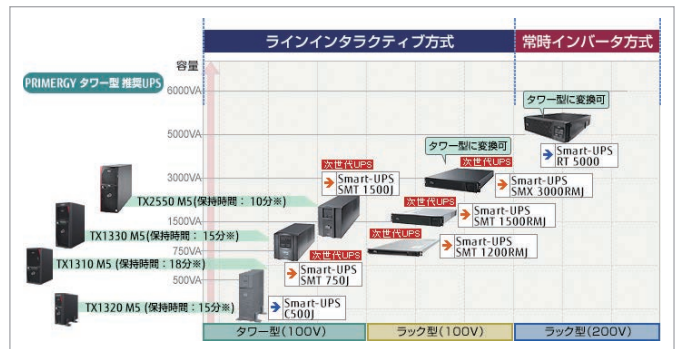 ラインインタラクティブ方式
常時インバータ方式
容量
PRIMERGY タワー型 推奨UPS
6000VA
タワー型に変換可
5000VA
Smart-UPS
RT 5000
タワー型に変換可
次世代UPS
次世代UPS
3000VA
Smart-UPS
SMT 1500J
Smart-UPS
SMX 3000RMJ
TX2550 M5(保持時間：10分※)
次世代UPS
1500VA
Smart-UPS
SMT 1500RMJ
TX1330 M5(保持時間：15分※)
次世代UPS
750VA
次世代UPS
Smart-UPS
SMT 1200RMJ
TX1310 M5(保持時間：18分※)
Smart-UPS
SMT 750J
500VA
TX1320 M5 (保持時間：15分※)
Smart-UPS
C500J
タワー型(100V)
ラック型(100V)
ラック型(200V)